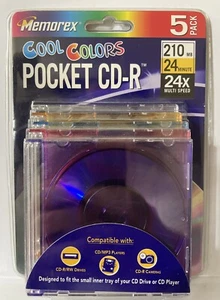 Memorex
5 PACK
COOL COLORS
POCKET CD-R™
210 MB
24 MINUTE
24x
MULTI SPEED
Compatible with:
CD-R/RW DRIVES
CD/MP3 PLAYERS
CD-R CAMERAS
Designed to fit the small inner tray of your CD Drive or CD Player